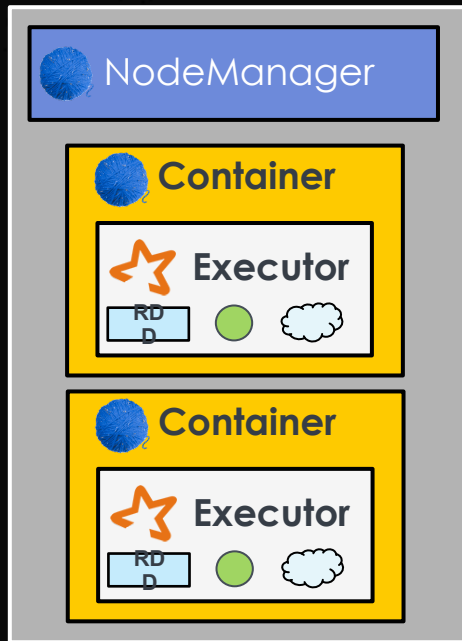 NodeManager
Container
Executor
RD
D
Container
Executor
RD
D